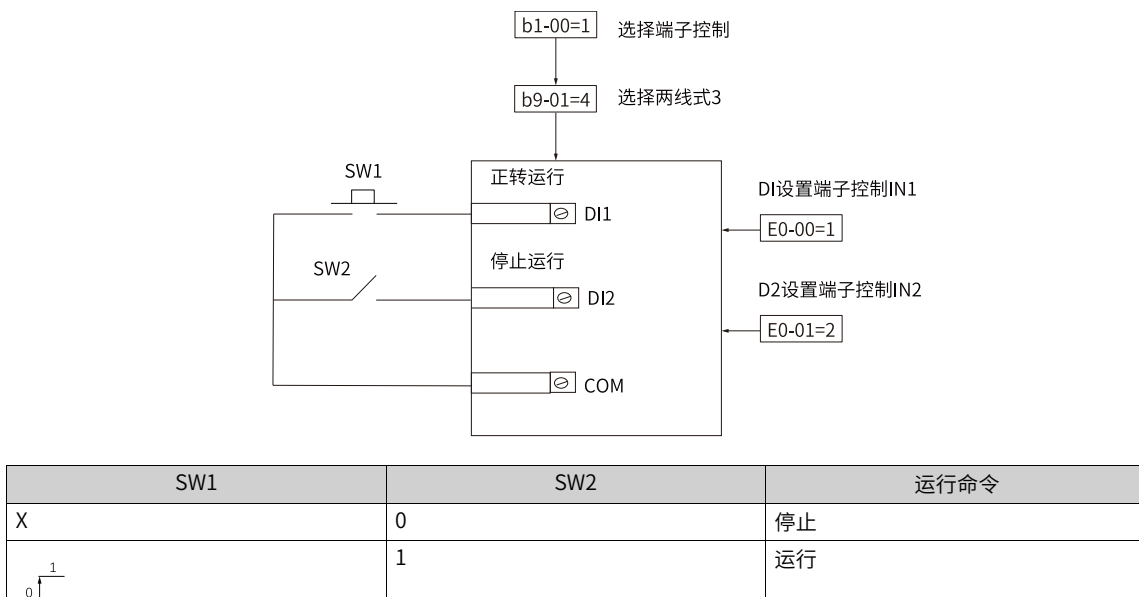 b1-00=1 选择端子控制
b9-01=4 选择两线式3
SW1
正转运行
DI1
DI设置端子控制IN1
E0-00=1
SW2
停止运行
DI2
D2设置端子控制IN2
E0-01=2
COM
SW1 SW2 运行命令
X 0 停止
0 1 1 运行